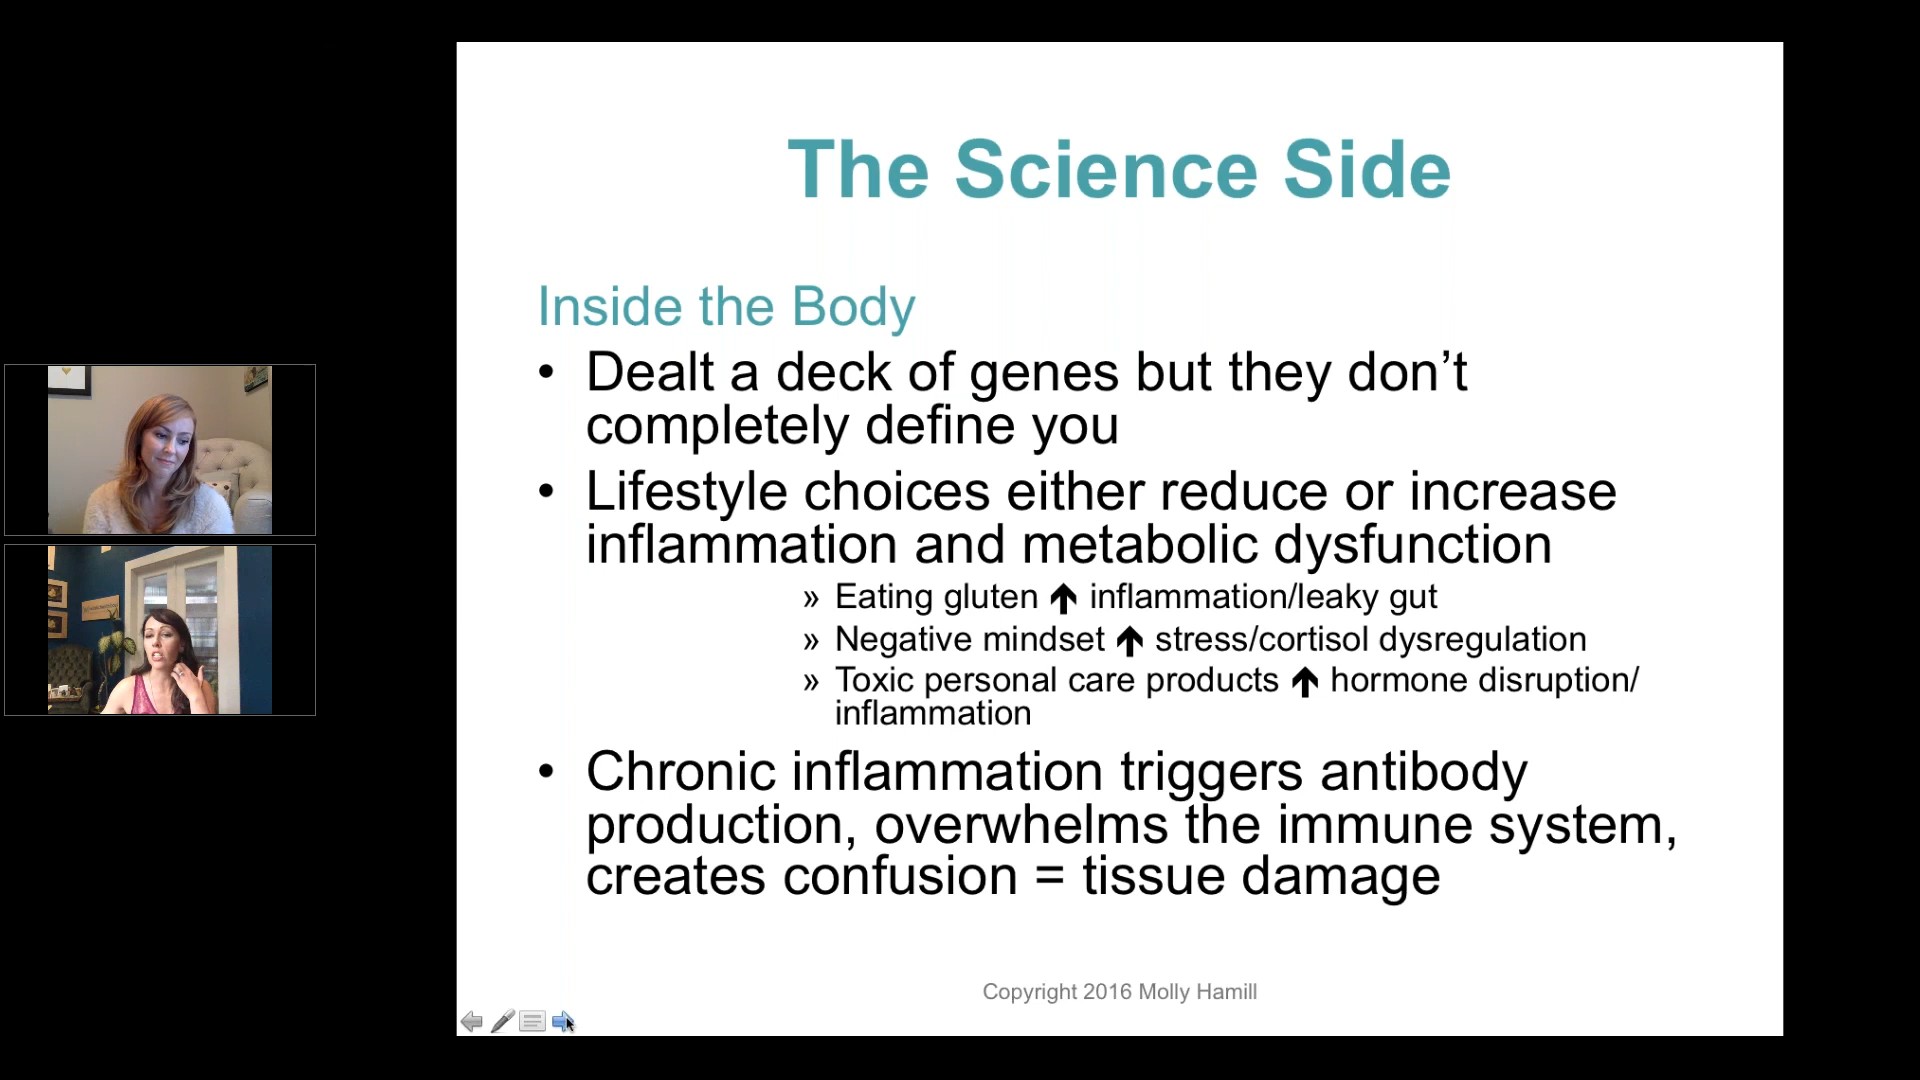 The Science Side
Inside the Body
• Dealt a deck of genes but they don’t
completely define you
• Lifestyle choices either reduce or increase
inflammation and metabolic dysfunction
» Eating gluten 🡅 inflammation/leaky gut
» Negative mindset 🡅 stress/cortisol dysregulation
» Toxic personal care products 🡅 hormone disruption/
inflammation
• Chronic inflammation triggers antibody
production, overwhelms the immune system,
creates confusion = tissue damage
Copyright 2016 Molly Hamill